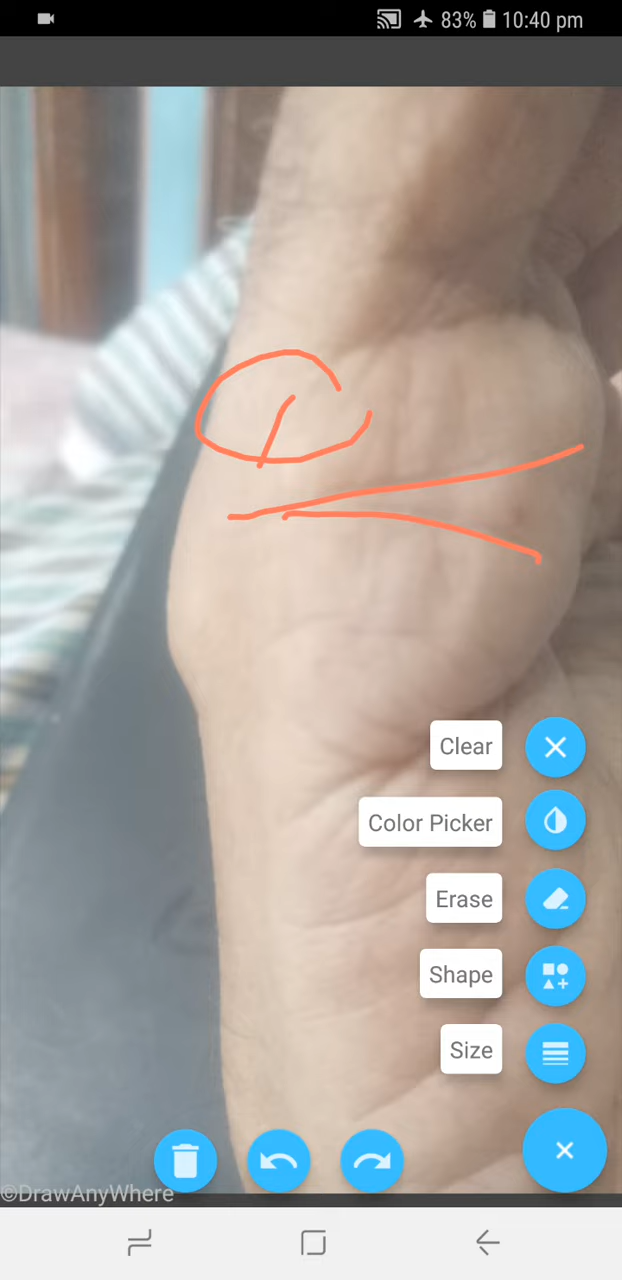 83% 10:40 pm
Clear
Color Picker
Erase
Shape
Size
©DrawAnyWhere